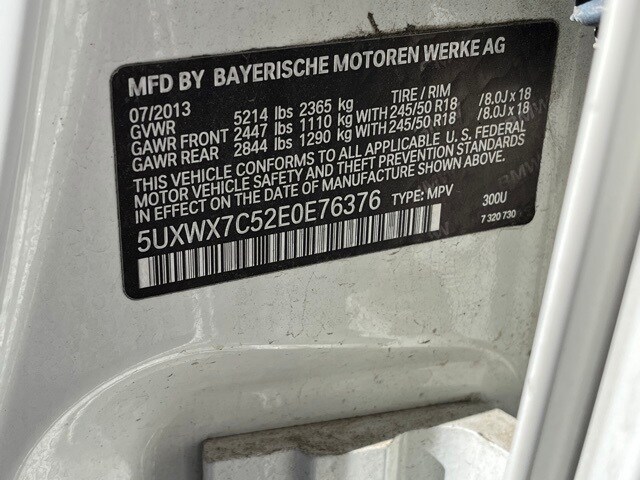 MFD BY BAYERISCHE MOTOREN WERKE AG
07/2013 TIRE / RIM
GVWR 5214 lbs 2365 kg
GAWR FRONT 2447 lbs 1110 kg WITH 245/50 R18 /8.0J x 18
GAWR REAR 2844 lbs 1290 kg WITH 245/50 R18 /8.0J x 18
THIS VEHICLE CONFORMS TO ALL APPLICABLE U. S. FEDERAL
MOTOR VEHICLE SAFETY AND THEFT PREVENTION STANDARDS
IN EFFECT ON THE DATE OF MANUFACTURE SHOWN ABOVE.
5UXWX7C52E0E76376 TYPE: MPV 300U
7 320 730